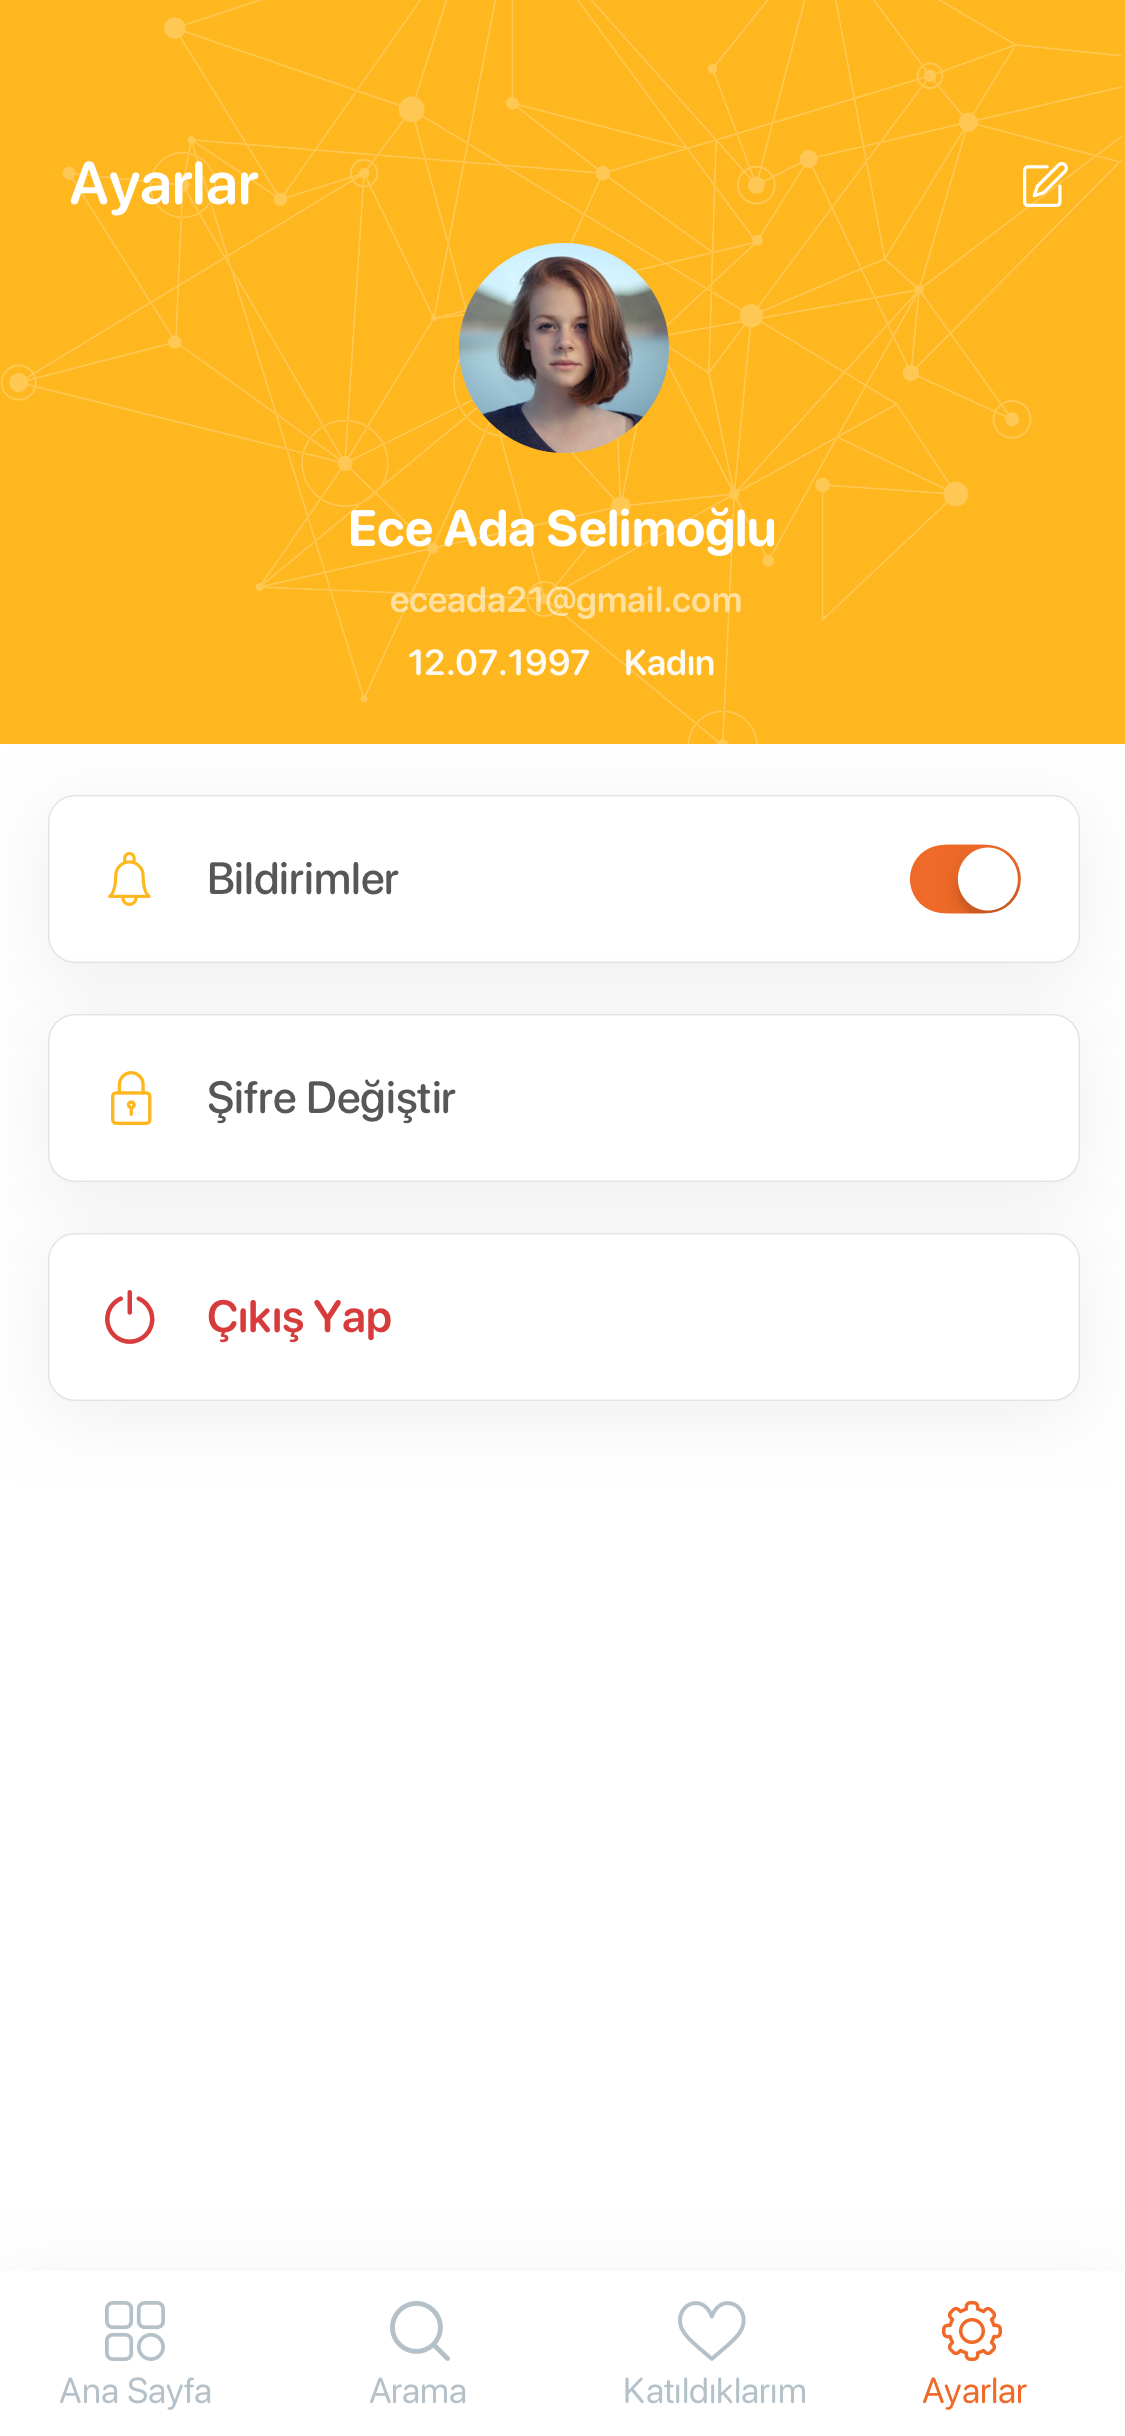 Ayarlar
Ece Ada Selimoğlu
eceada21@gmail.com
12.07.1997 Kadın
Bildirimler
Şifre Değiştir
Çıkış Yap
Ana Sayfa Arama Katıldıklarım Ayarlar